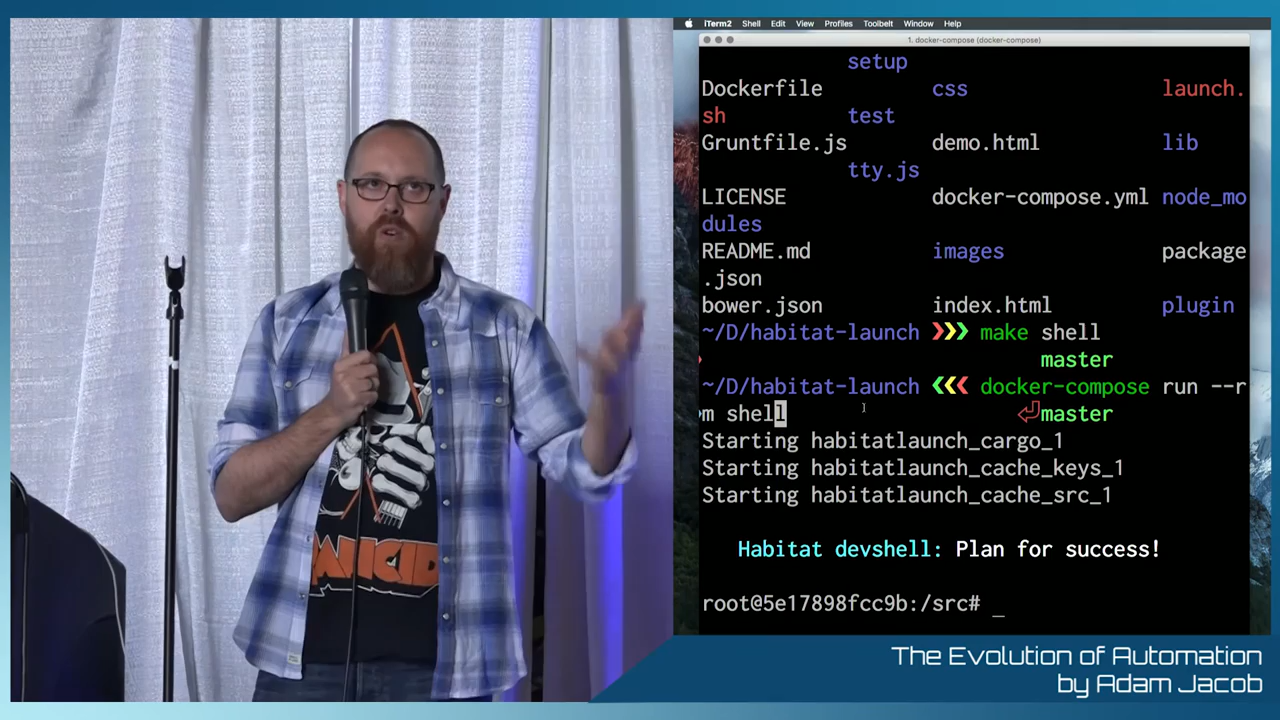 iTerm2 Shell Edit View Profiles Toolbelt Window Help
1. docker-compose (docker-compose)
setup
Dockerfile css launch.
sh test
Gruntfile.js demo.html lib
tty.js
LICENSE docker-compose.yml node_mo
dules
README.md images package
.json
bower.json index.html plugin
~/D/habitat-launch ❯❯❯ make shell
master
~/D/habitat-launch ❮❮❮ docker-compose run --r
m shell ⏎master
Starting habitatlaunch_cargo_1
Starting habitatlaunch_cache_keys_1
Starting habitatlaunch_cache_src_1
Habitat devshell: Plan for success!
root@5e17898fcc9b:/src# _
The Evolution of Automation
by Adam Jacob